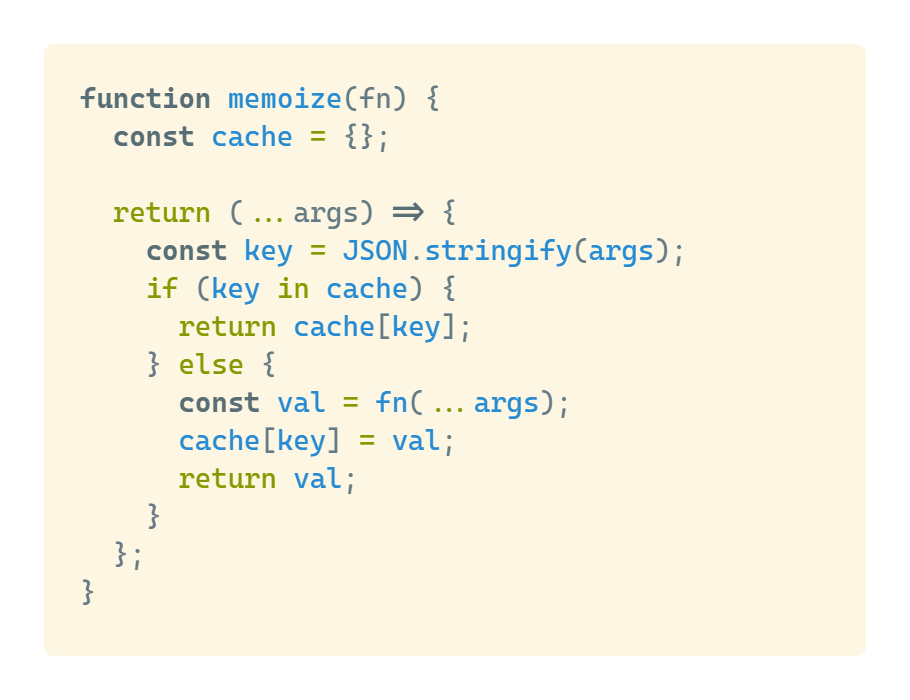 function memoize(fn) {
  const cache = {};

  return (...args) => {
    const key = JSON.stringify(args);
    if (key in cache) {
      return cache[key];
    } else {
      const val = fn(...args);
      cache[key] = val;
      return val;
    }
  };
}